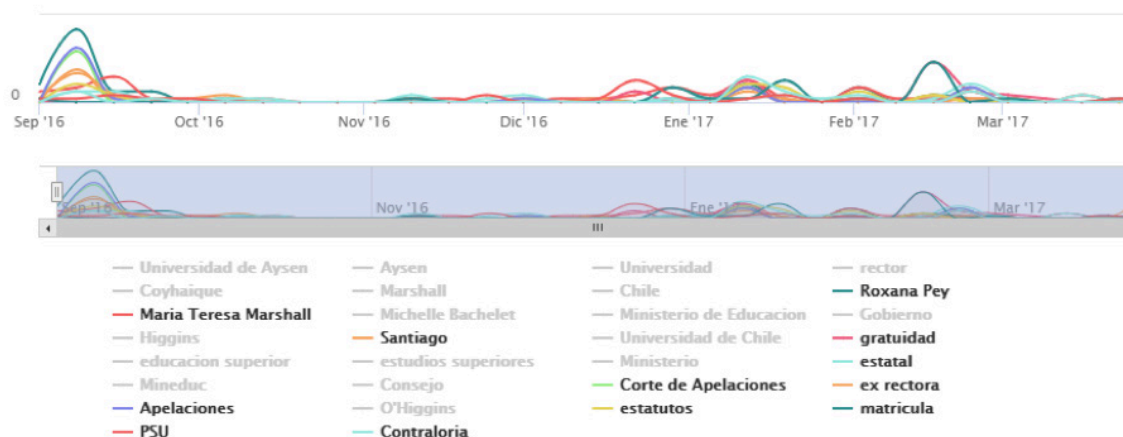 0
Sep '16 Oct '16 Nov '16 Dic '16 Ene '17 Feb '17 Mar '17
Sep '16 Nov '16 Ene '17 Mar '17
Universidad de Aysen Aysen Universidad rector
Coyhaique Marshall Chile Roxana Pey
Maria Teresa Marshall Michelle Bachelet Ministerio de Educacion Gobierno
Higgins Santiago Universidad de Chile gratuidad
educacion superior estudios superiores Ministerio estatal
Mineduc Consejo Corte de Apelaciones ex rectora
Apelaciones O'Higgins estatutos matricula
PSU Contraloria